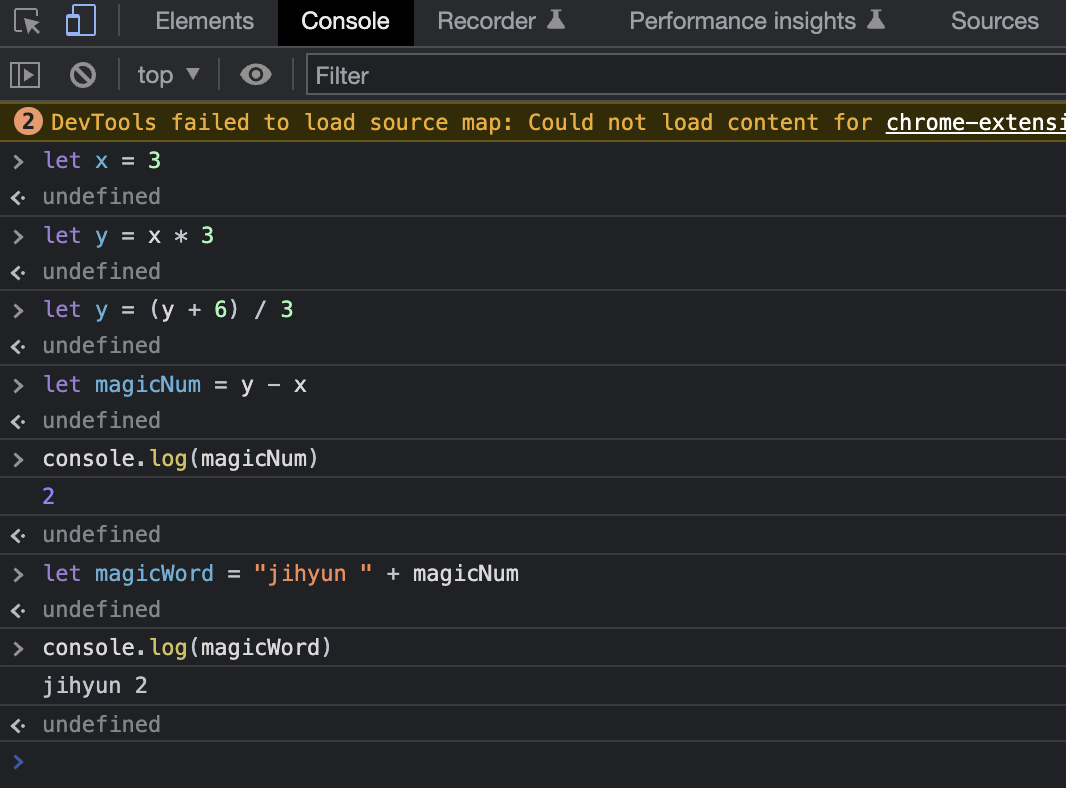 Elements Console Recorder Performance insights Sources
top Filter
2 DevTools failed to load source map: Could not load content for chrome-extensi
> let x = 3
undefined
> let y = x * 3
undefined
> let y = (y + 6) / 3
undefined
> let magicNum = y - x
undefined
> console.log(magicNum)
2
undefined
> let magicWord = "jihyun " + magicNum
undefined
> console.log(magicWord)
jihyun 2
undefined
>